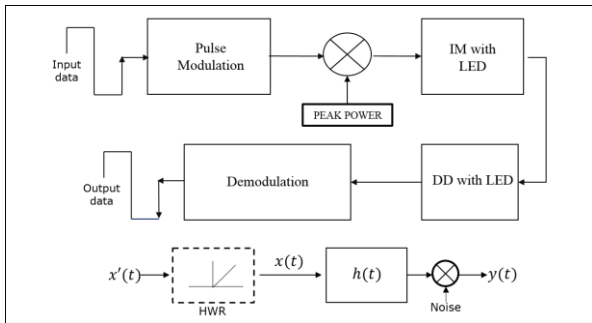 Input
data
Pulse
Modulation
IM with
LED
PEAK POWER
Output
data
Demodulation
DD with LED
x'(t)
HWR
x(t)
h(t)
Noise
y(t)